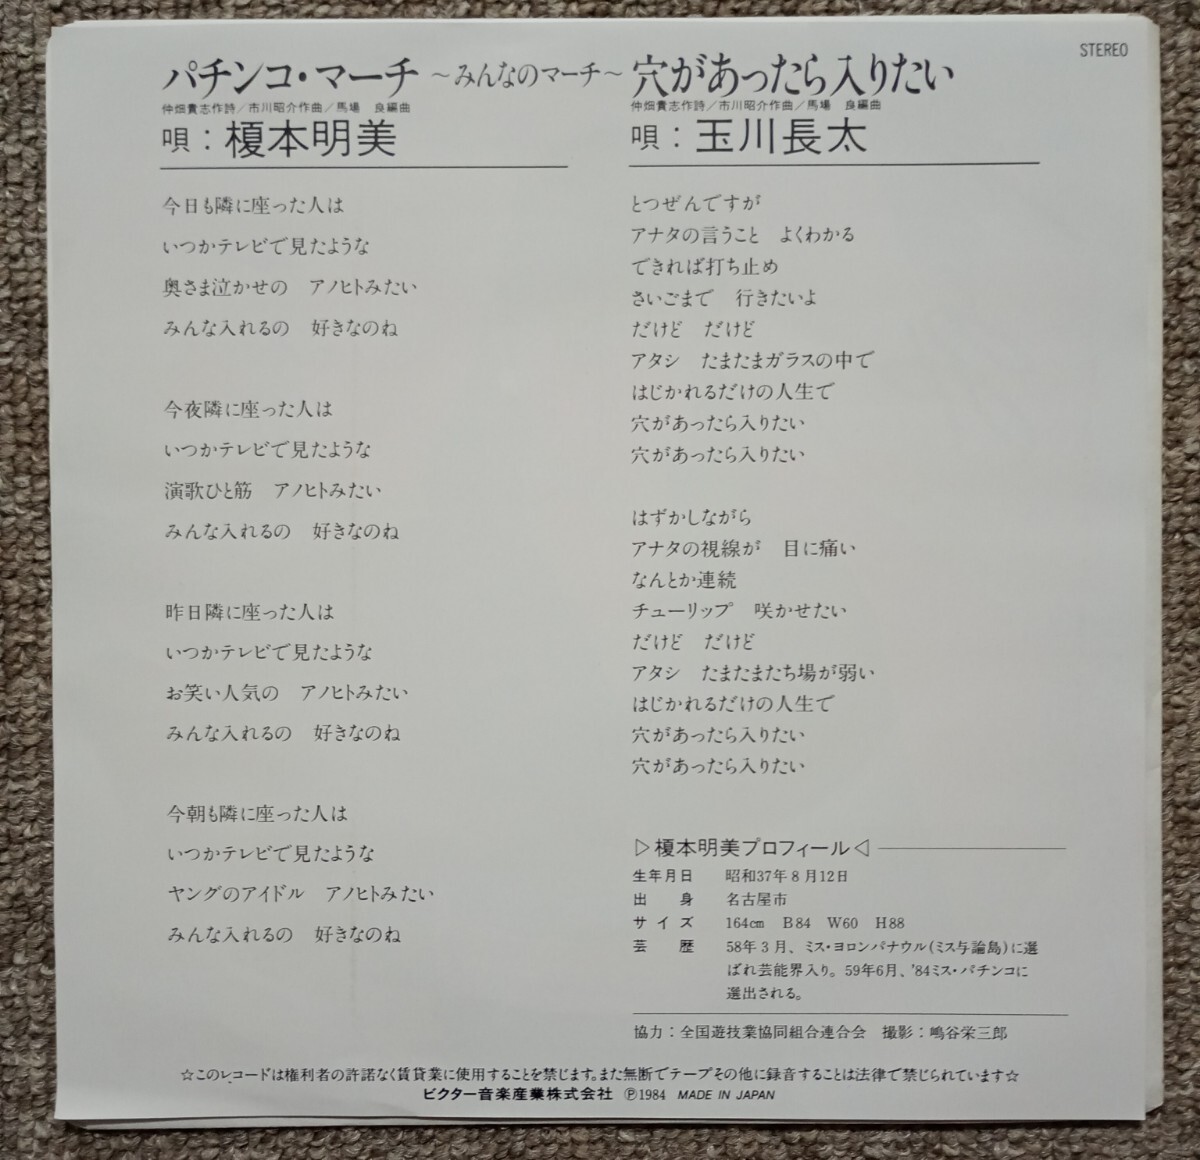 STEREO
パチンコ・マーチ 〜みんなのマーチ〜
仲畑貴志作詩/市川昭介作曲/馬場　良編曲
唄：榎本明美
今日も隣に座った人は
いつかテレビで見たような
奥さま泣かせの　アノヒトみたい
みんな入れるの　好きなのね
今夜隣に座った人は
いつかテレビで見たような
演歌ひと筋　アノヒトみたい
みんな入れるの　好きなのね
昨日隣に座った人は
いつかテレビで見たような
お笑い人気の　アノヒトみたい
みんな入れるの　好きなのね
今朝も隣に座った人は
いつかテレビで見たような
ヤングのアイドル　アノヒトみたい
みんな入れるの　好きなのね
穴があったら入りたい
仲畑貴志作詩/市川昭介作曲/馬場　良編曲
唄：玉川長太
とつぜんですが
アナタの言うこと　よくわかる
できれば打ち止め
さいごまで　行きたいよ
だけど　だけど
アタシ　たまたまガラスの中で
はじかれるだけの人生で
穴があったら入りたい
穴があったら入りたい
はずかしながら
アナタの視線が　目に痛い
なんとか連続
チューリップ　咲かせたい
だけど　だけど
アタシ　たまたまたち場が弱い
はじかれるだけの人生で
穴があったら入りたい
穴があったら入りたい
▷榎本明美プロフィール◁
生年月日　昭和37年8月12日
出　身　名古屋市
サイズ　164cm　B84　W60　H88
芸　歴　58年3月、ミス・ヨロンパナウル(ミス与論島)に選
ばれ芸能界入り。59年6月、'84ミス・パチンコに
選出される。
協力：全国遊技業協同組合連合会　撮影：嶋谷栄三郎
☆このレコードは権利者の許諾なく賃貸業に使用することを禁じます。また無断でテープその他に録音することは法律で禁じられています☆
ビクター音楽産業株式会社 Ⓟ1984 MADE IN JAPAN